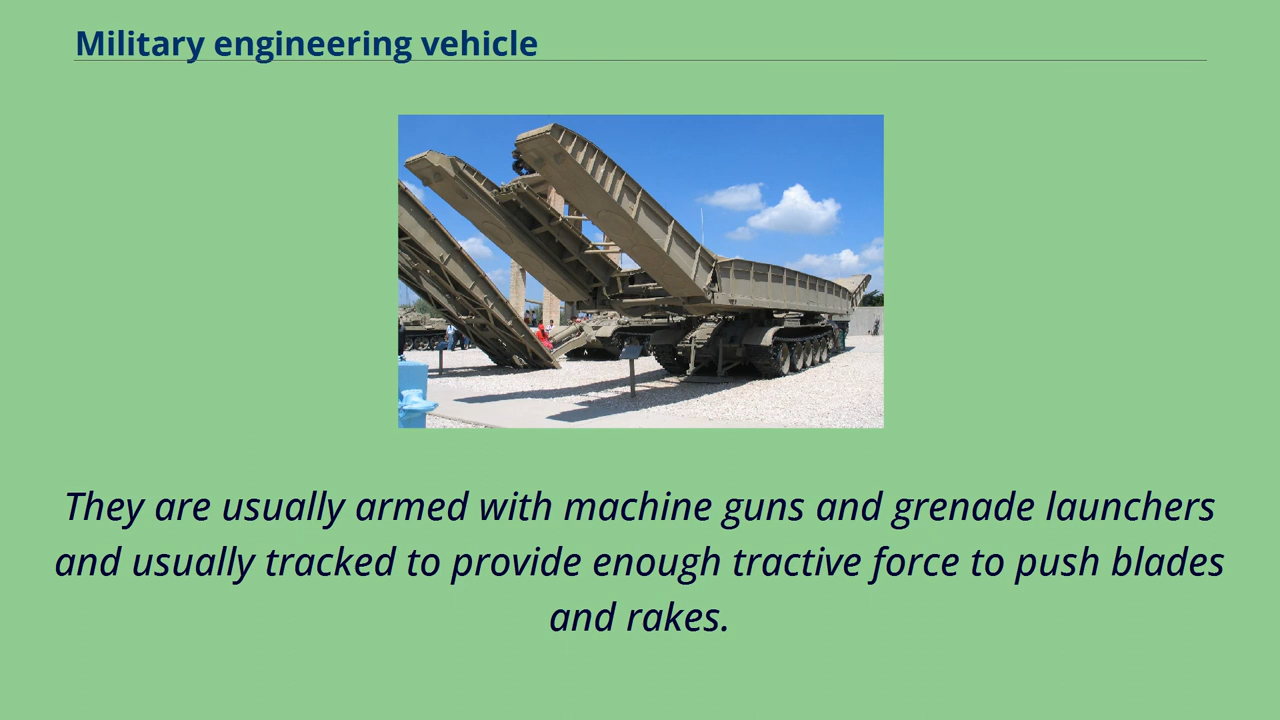 Military engineering vehicle
They are usually armed with machine guns and grenade launchers
and usually tracked to provide enough tractive force to push blades
and rakes.